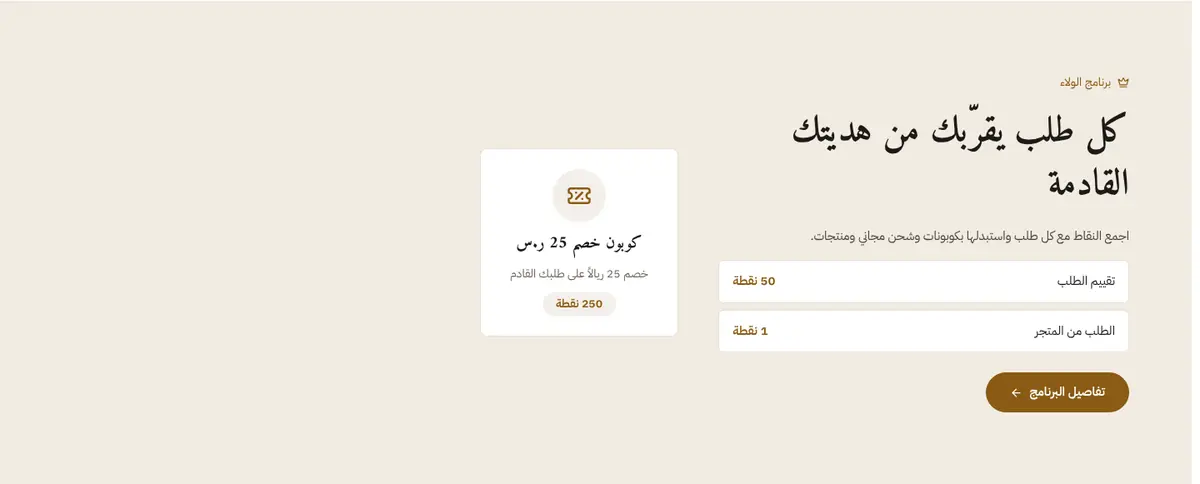 برنامج الولاء
كل طلب يقرّبك من هديتك
القادمة
اجمع النقاط مع كل طلب واستبدلها بكوبونات وشحن مجاني ومنتجات.
تقييم الطلب 50 نقطة
الطلب من المتجر 1 نقطة
تفاصيل البرنامج
كوبون خصم 25 ر.س
خصم 25 ريالاً على طلبك القادم
250 نقطة